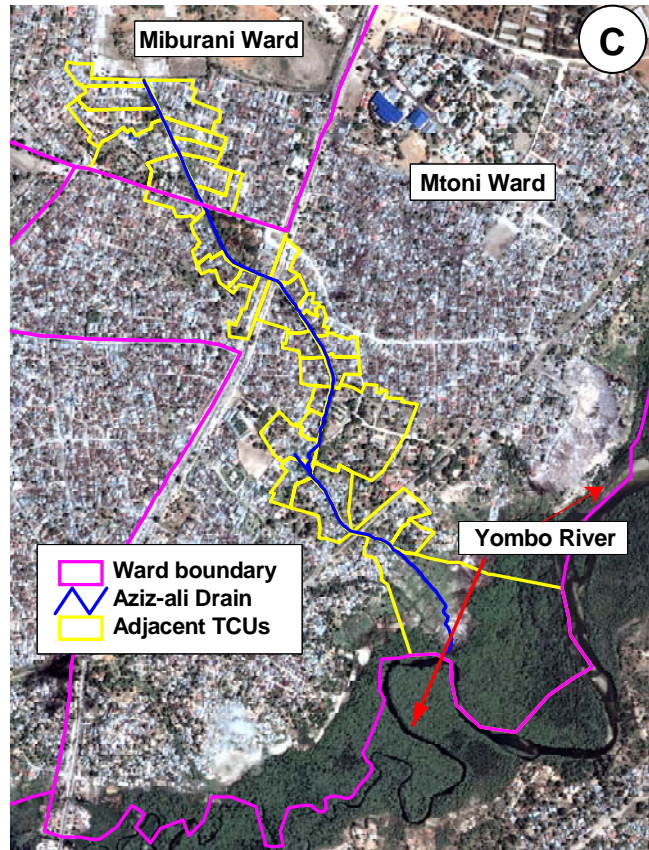 Miburani Ward
C
Mtoni Ward
Yombo River
Ward boundary
Aziz-ali Drain
Adjacent TCUs